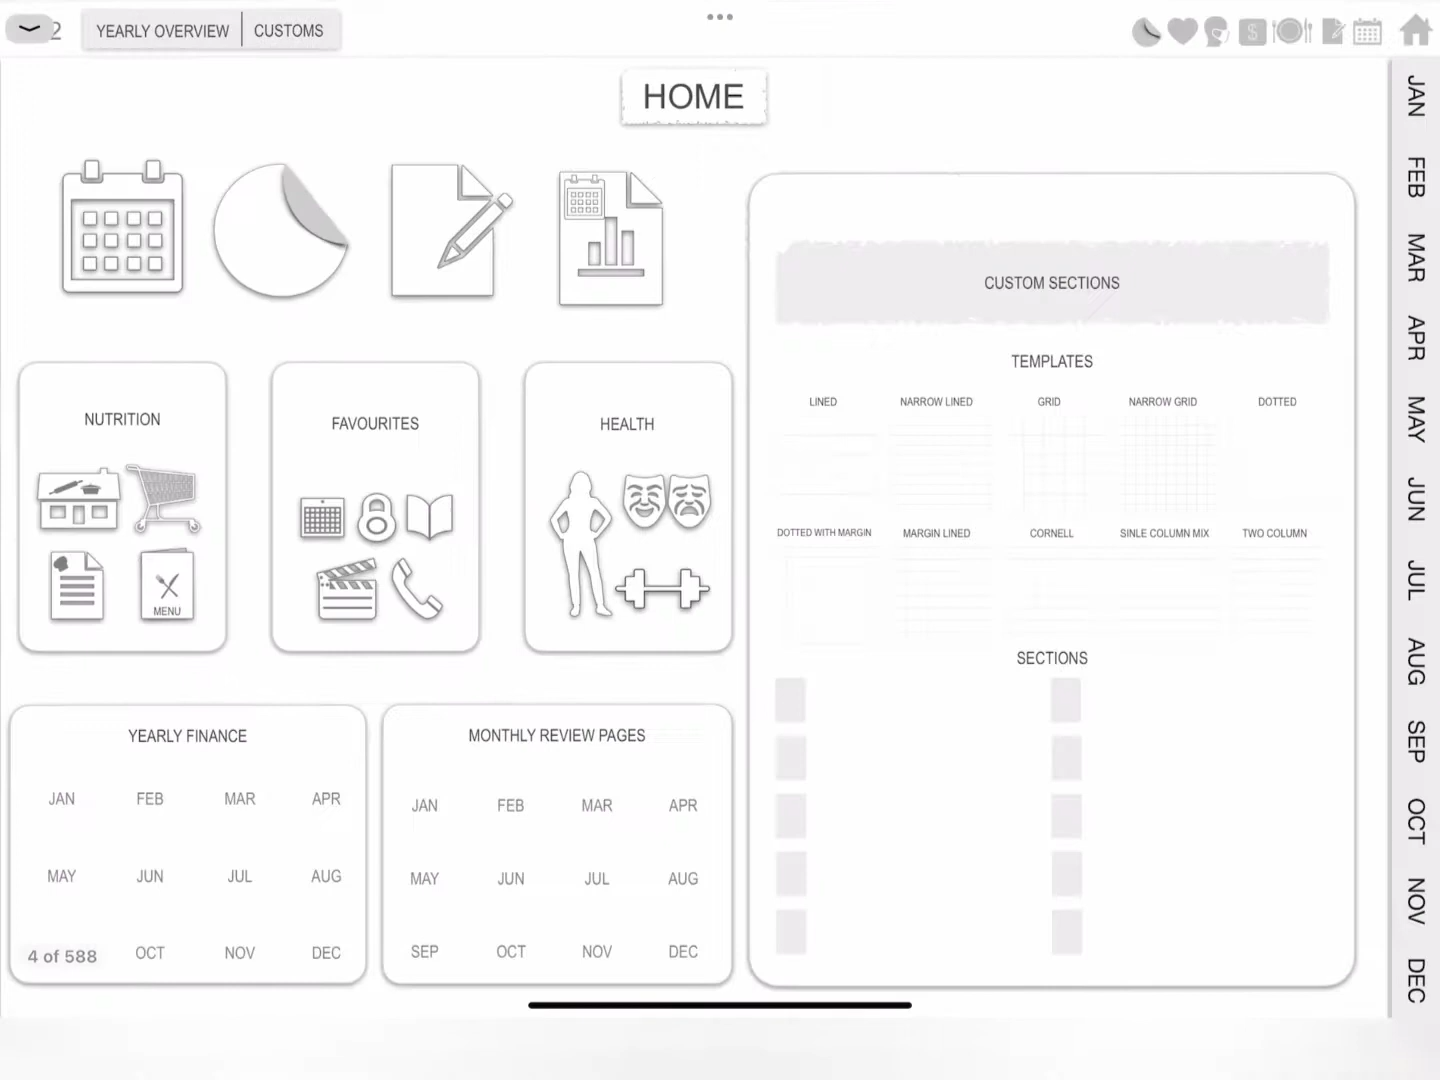 2
YEARLY OVERVIEW
CUSTOMS
$
HOME
CUSTOM SECTIONS
TEMPLATES
LINED
NARROW LINED
GRID
NARROW GRID
DOTTED
DOTTED WITH MARGIN
MARGIN LINED
CORNELL
SINLE COLUMN MIX
TWO COLUMN
SECTIONS
NUTRITION
MENU
FAVOURITES
HEALTH
YEARLY FINANCE
JAN FEB MAR APR
MAY JUN JUL AUG
4 of 588 OCT NOV DEC
MONTHLY REVIEW PAGES
JAN FEB MAR APR
MAY JUN JUL AUG
SEP OCT NOV DEC
JAN
FEB
MAR
APR
MAY
JUN
JUL
AUG
SEP
OCT
NOV
DEC